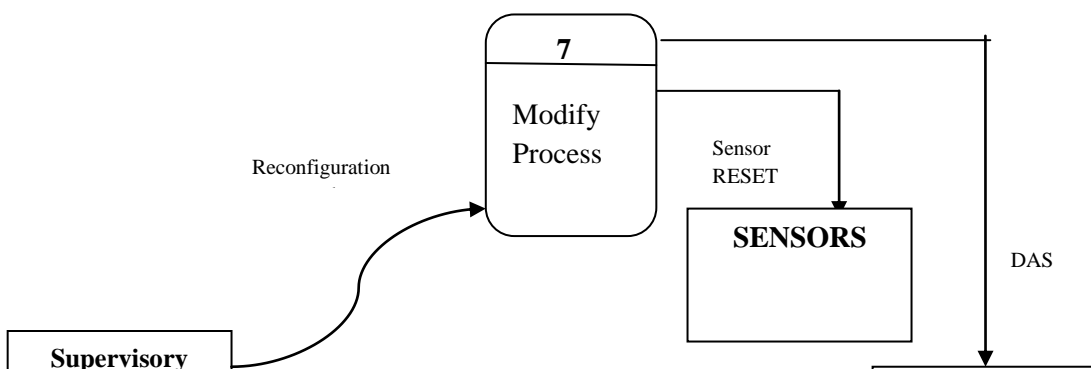 7
Modify
Process
Reconfiguration
Sensor
RESET
SENSORS
DAS
Supervisory